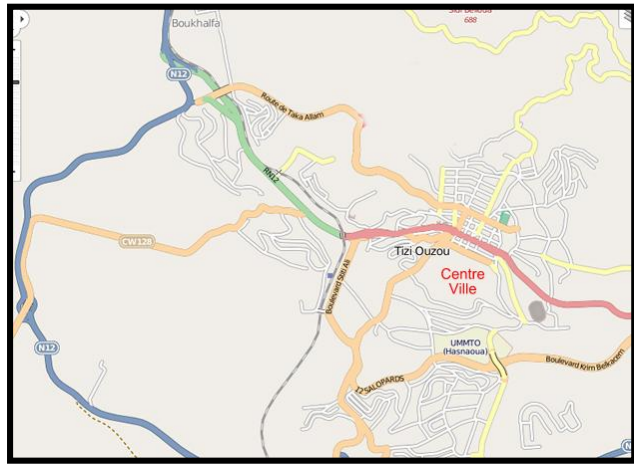 Boukhalfa
688
N12
Route de Taka Allam
RN12
CW128
Tizi Ouzou
Centre
Ville
Boulevard Stiti Ali
UMMTO
(Hasnaoua)
N12
Boulevard Krim Belkacem
SALOPARDS